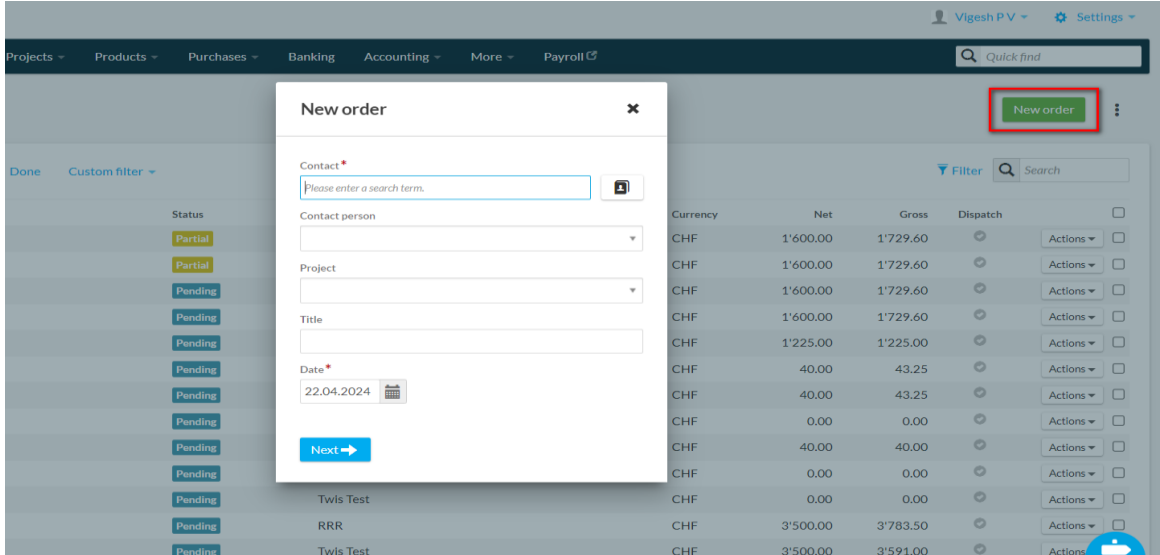 Vigesh P V Settings
Projects Products Purchases Banking Accounting More Payroll Quick find
New order
New order
Done Custom filter Filter Search
Contact*
Please enter a search term.
Contact person
Project
Title
Date*
22.04.2024
Next
Status Currency Net Gross Dispatch
Partial CHF 1'600.00 1'729.60 Actions
Partial CHF 1'600.00 1'729.60 Actions
Pending CHF 1'600.00 1'729.60 Actions
Pending CHF 1'600.00 1'729.60 Actions
Pending CHF 1'225.00 1'225.00 Actions
Pending CHF 40.00 43.25 Actions
Pending CHF 40.00 43.25 Actions
Pending CHF 0.00 0.00 Actions
Pending CHF 40.00 40.00 Actions
Pending CHF 0.00 0.00 Actions
Pending Twis Test CHF 0.00 0.00 Actions
Pending RRR CHF 3'500.00 3'783.50 Actions
Pending Twis Test CHF 3'500.00 3'591.00 Actions